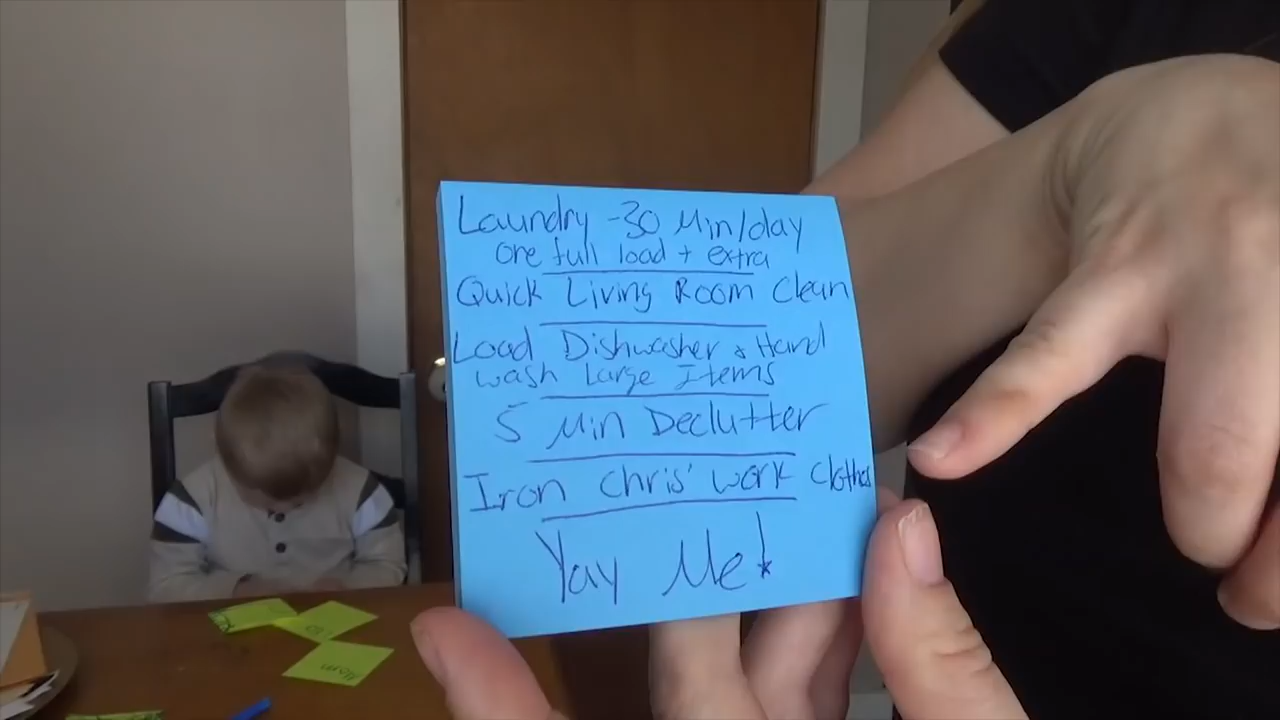 Laundry -30 Min/day
one full load + extra
Quick Living Room Clean
Load Dishwasher & Hand
wash Large Items
5 Min Declutter
Iron Chris' work Clothes
Yay Me!
Mom